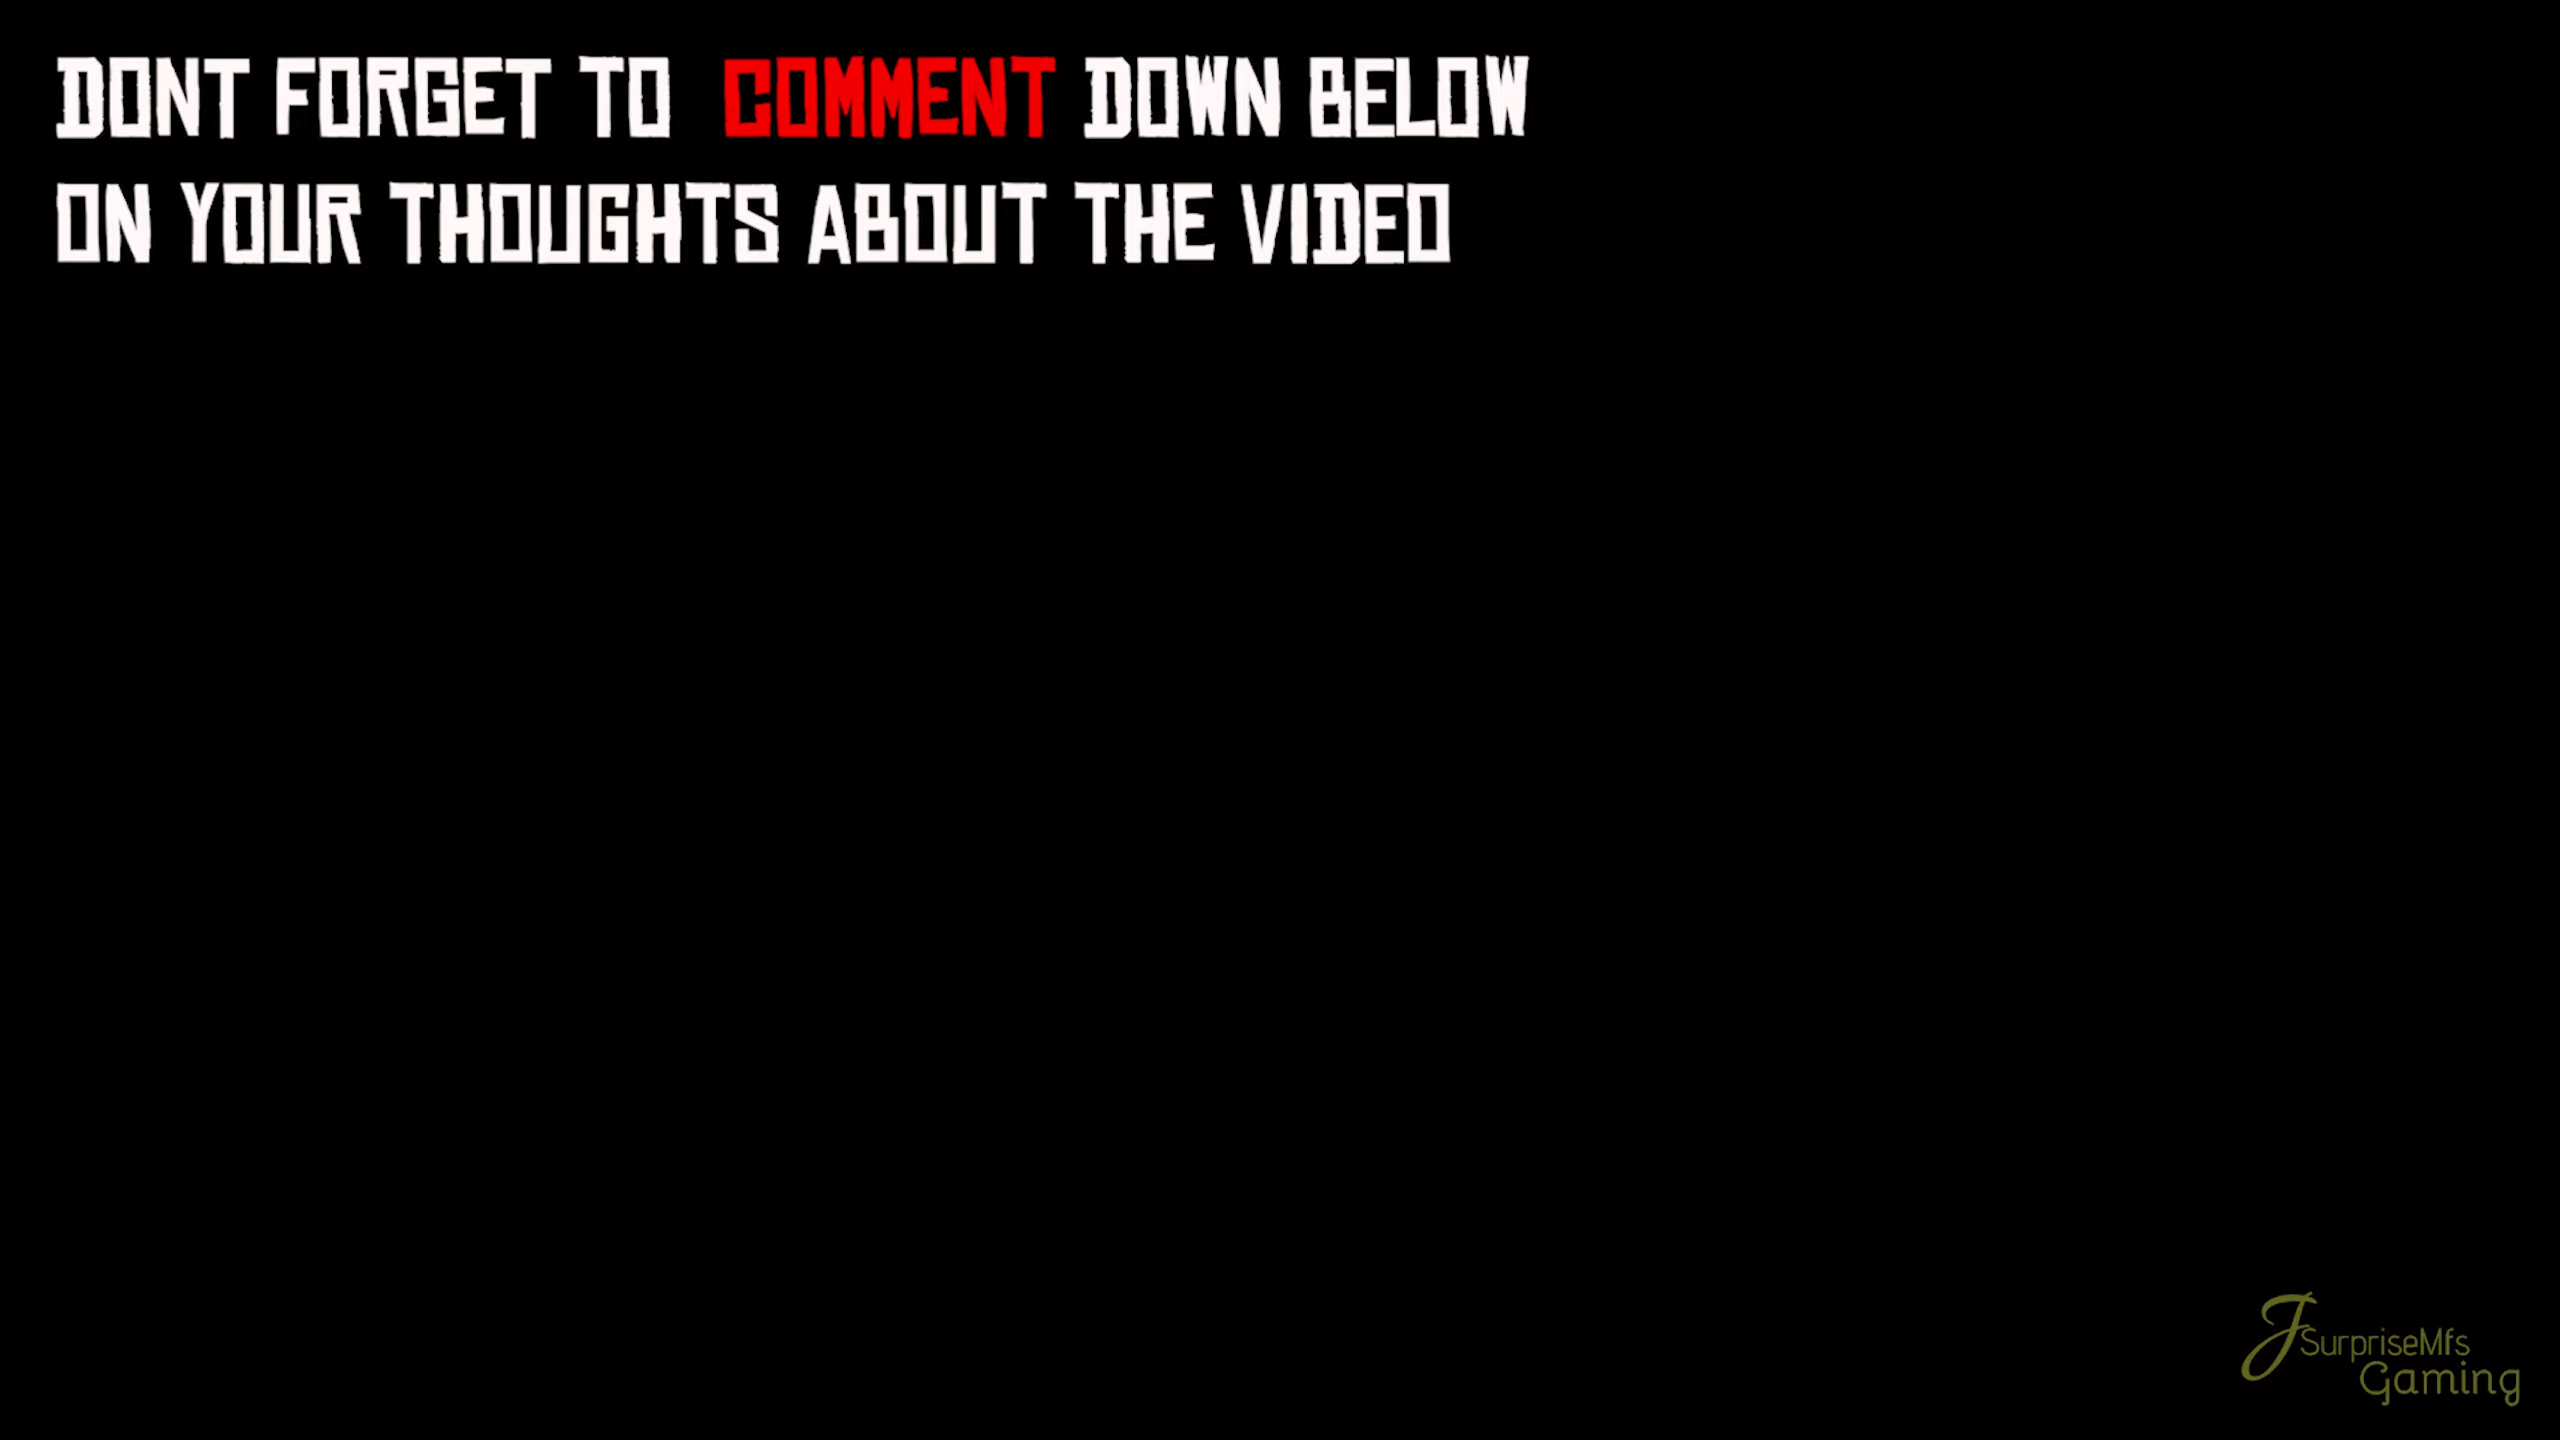 DONT FORGET TO COMMENT DOWN BELOW
ON YOUR THOUGHTS ABOUT THE VIDEO
J SurpriseMfs
Gaming